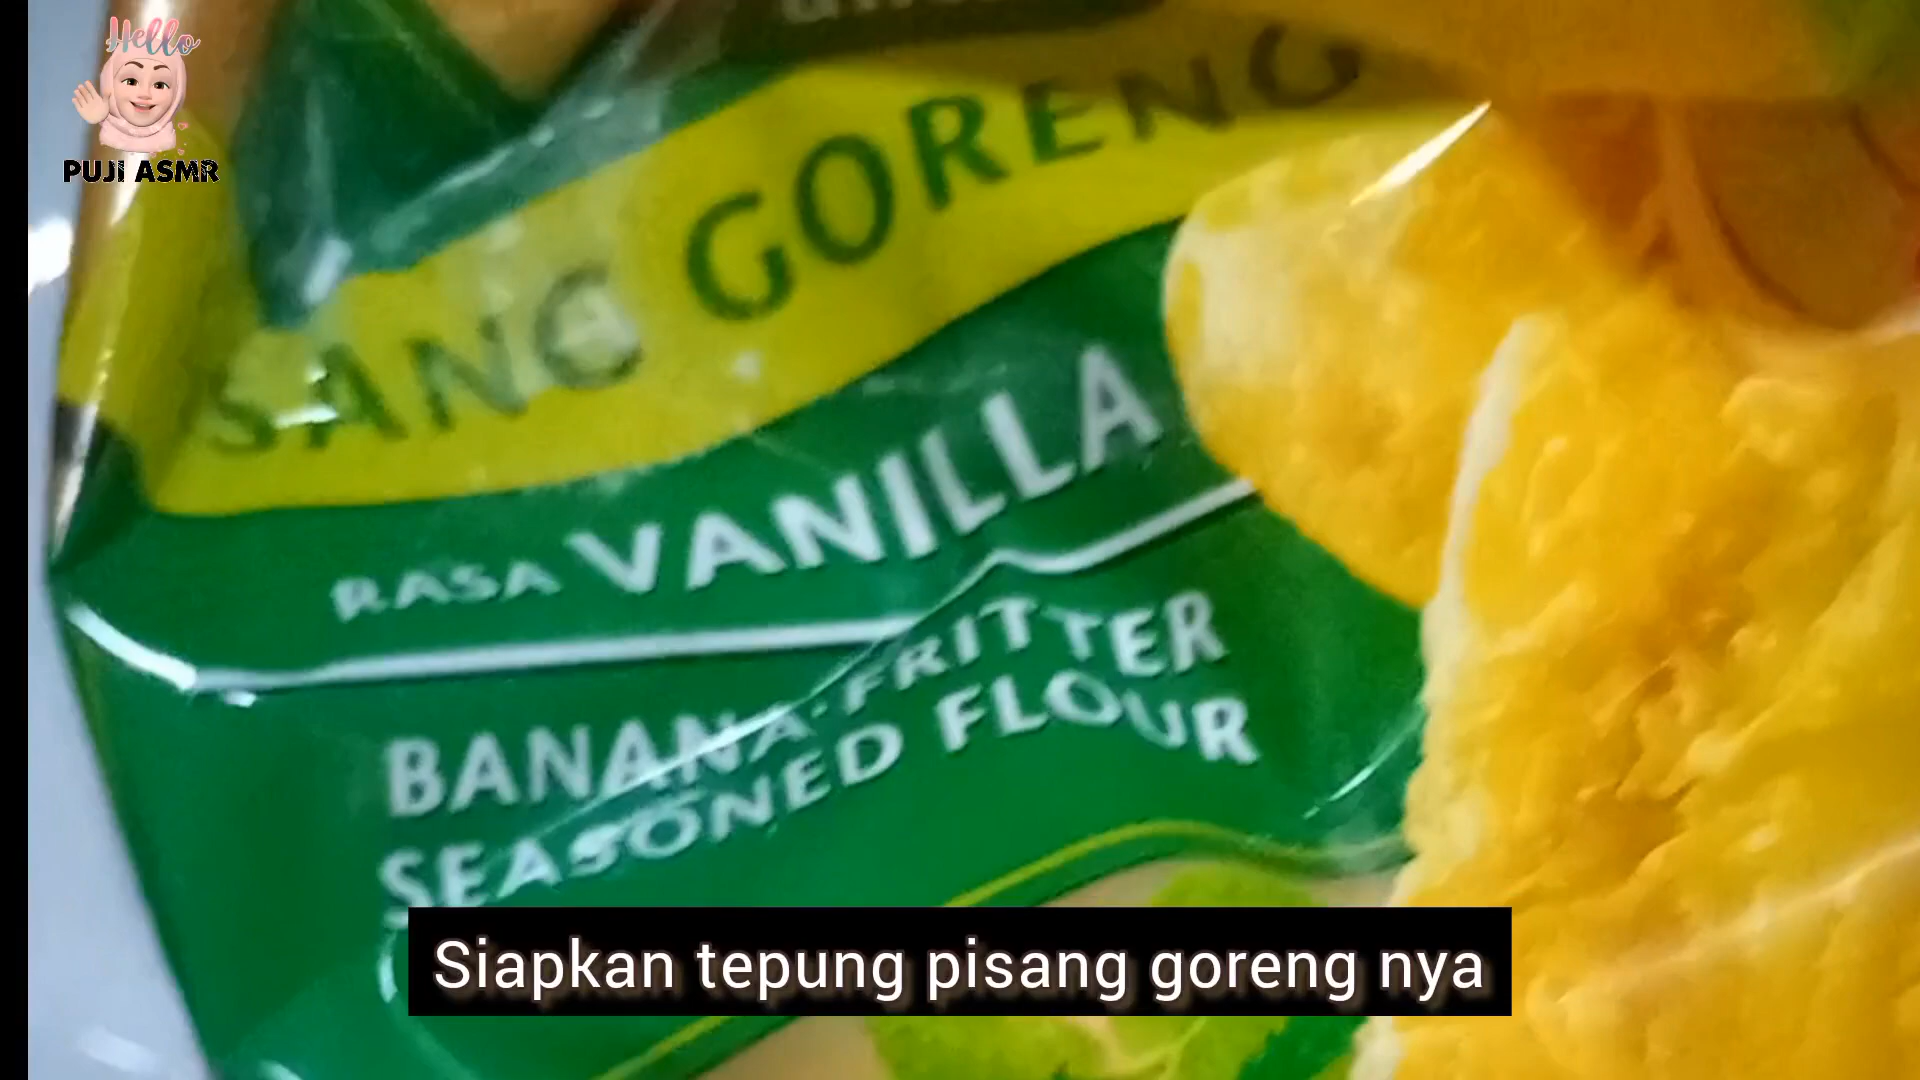 Hello
PUJI ASMR
SANG GORENG
RASA VANILLA
BANANA-FRITTER
SEASONED FLOUR
Siapkan tepung pisang goreng nya